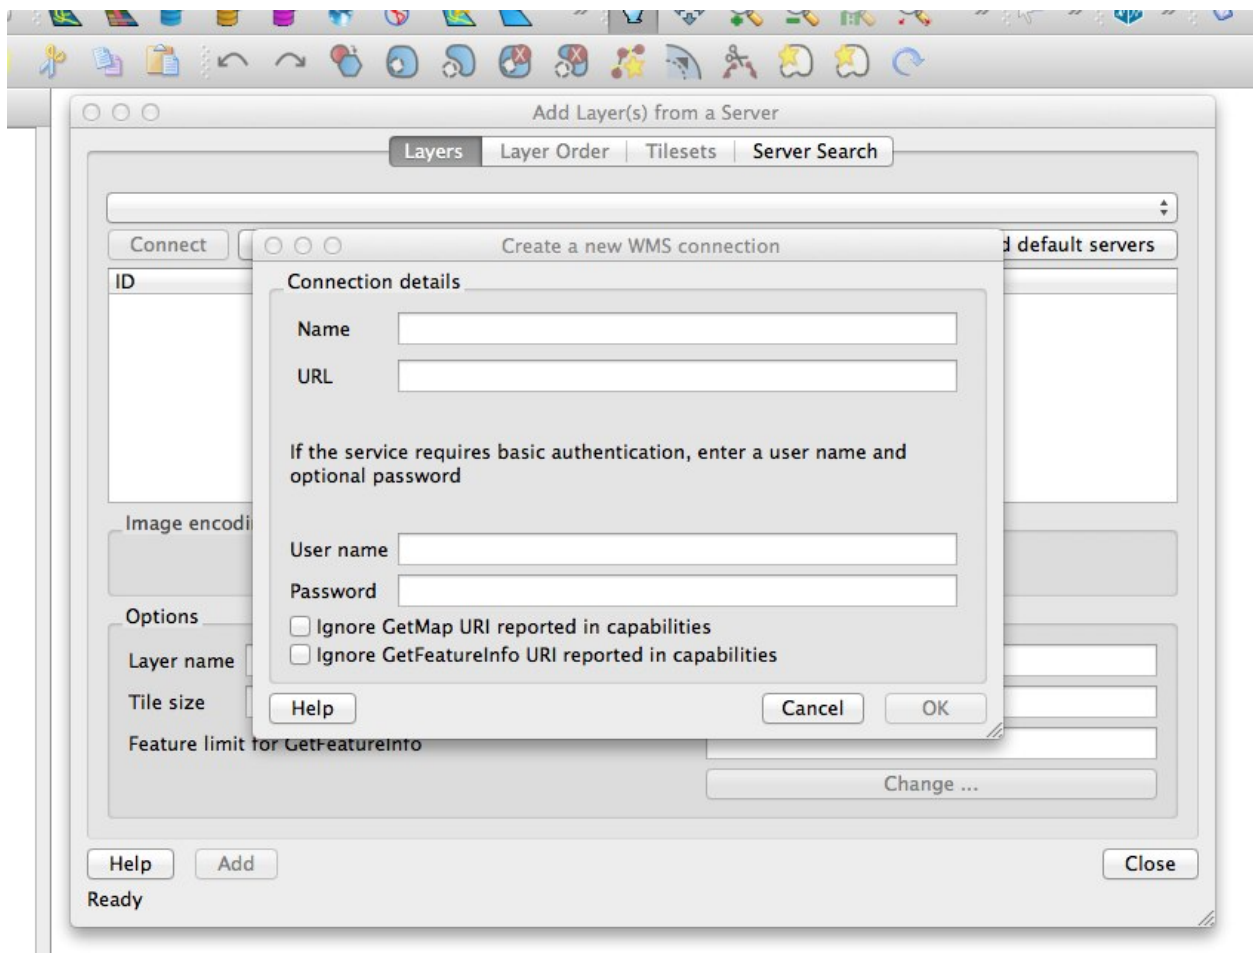 Add Layer(s) from a Server
Layers Layer Order Tilesets Server Search
Connect
default servers
Create a new WMS connection
ID
Connection details
Name
URL
If the service requires basic authentication, enter a user name and
optional password
Image
User name
Password
Ignore GetMap URI reported in capabilities
Ignore GetFeatureInfo URI reported in capabilities
Options
Layer name
Tile size
Help Cancel OK
Feature limit for GetFeatureInfo
Change ...
Help Add Close
Ready